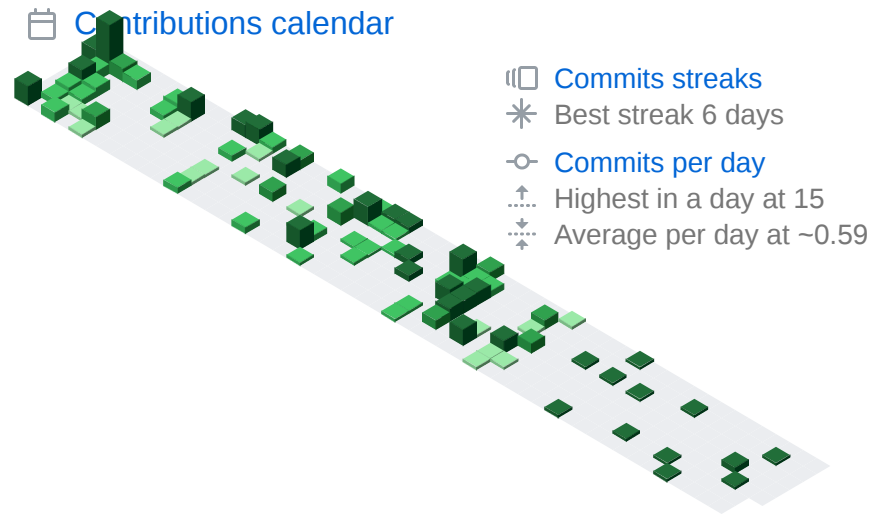 Contributions calendar
Commits streaks
Best streak 6 days
Commits per day
Highest in a day at 15
Average per day at ~0.59